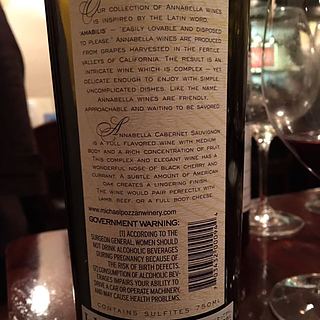 Our collection of Annabella wines
is inspired by the Latin word
'amabilis' – "easily lovable and disposed
to please." Annabella wines are produced
from grapes harvested in the fertile
valleys of California. The result is an
intricate wine which is complex – yet
delicate enough to enjoy with simple,
uncomplicated dishes. Like the name,
Annabella wines are friendly,
approachable and waiting to be savored.
Annabella Cabernet Sauvignon
is a full flavored wine with medium
body and a rich concentration of fruit.
This complex and elegant wine has a
wonderful nose of black cherry and
currant. A subtle amount of American
oak creates a lingering finish.
The wine would pair perfectly with
lamb, beef, or a full body cheese.
www.michaelpozzanwinery.com
GOVERNMENT WARNING:
(1) ACCORDING TO THE
SURGEON GENERAL, WOMEN SHOULD
NOT DRINK ALCOHOLIC BEVERAGES
DURING PREGNANCY BECAUSE OF
THE RISK OF BIRTH DEFECTS.
(2) CONSUMPTION OF ALCOHOLIC BEV-
ERAGES IMPAIRS YOUR ABILITY TO
DRIVE A CAR OR OPERATE MACHINERY,
AND MAY CAUSE HEALTH PROBLEMS.
CONTAINS SULFITES 750ML